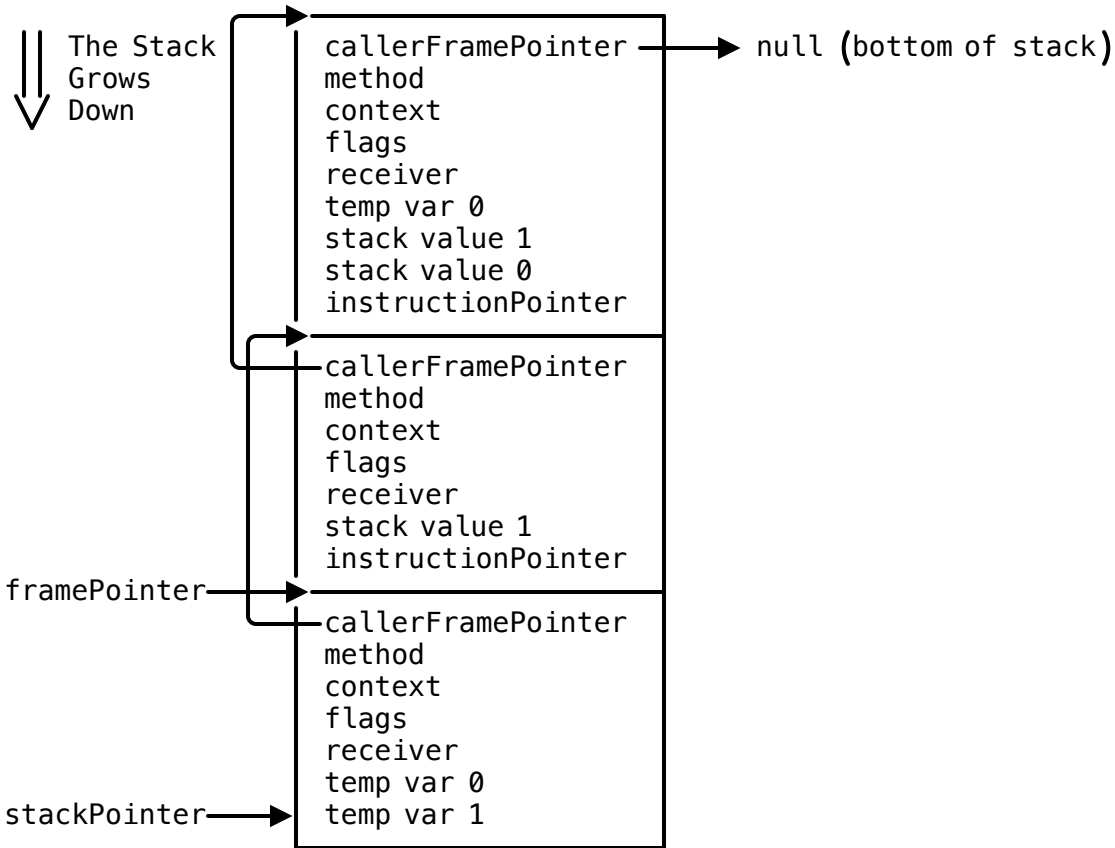 The Stack
Grows
Down
callerFramePointer
null (bottom of stack)
method
context
flags
receiver
temp var 0
stack value 1
stack value 0
instructionPointer
callerFramePointer
method
context
flags
receiver
stack value 1
instructionPointer
framePointer
callerFramePointer
method
context
flags
receiver
temp var 0
stackPointer
temp var 1